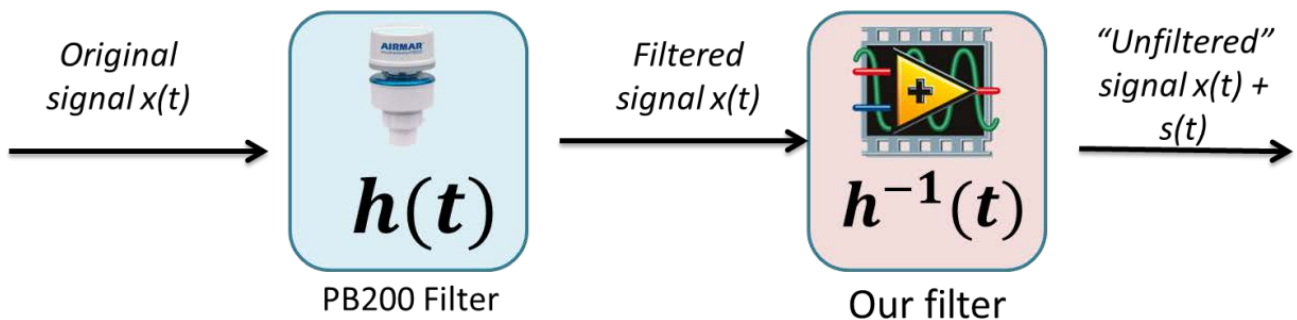 Original
signal x(t)
AIRMAR
h(t)
PB200 Filter
Filtered
signal x(t)
h⁻¹(t)
Our filter
“Unfiltered”
signal x(t) +
s(t)